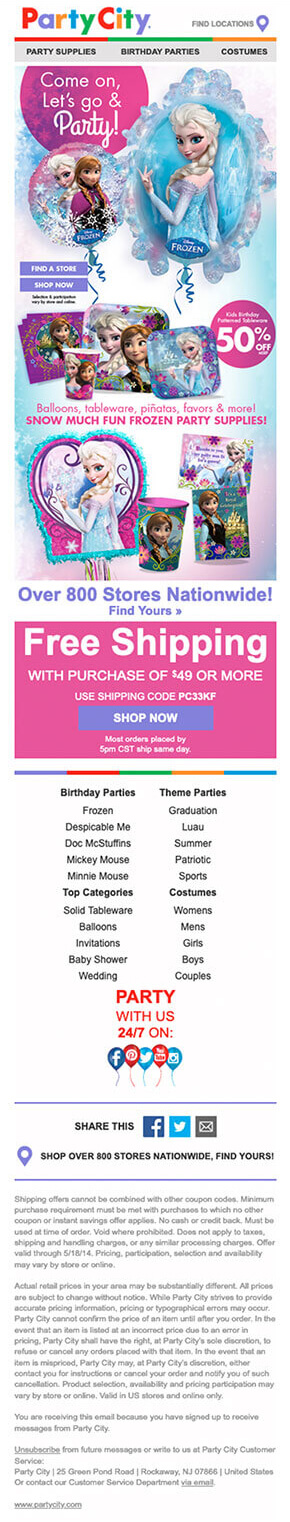 PartyCity.
FIND LOCATIONS
PARTY SUPPLIES BIRTHDAY PARTIES COSTUMES
Come on,
Let's go &
Party!
Disney
FROZEN
Disney
FROZEN
FIND A STORE
SHOP NOW
Selection & participation
vary by store and online.
Kids Birthday
Patterned Tableware
50%
OFF
Balloons, tableware, piñatas, favors & more!
SNOW MUCH FUN FROZEN PARTY SUPPLIES!
Over 800 Stores Nationwide!
Find Yours »
Free Shipping
WITH PURCHASE OF $49 OR MORE
USE SHIPPING CODE PC33KF
SHOP NOW
Most orders placed by
5pm CST ship same day.
Birthday Parties Theme Parties
Frozen Graduation
Despicable Me Luau
Doc McStuffins Summer
Mickey Mouse Patriotic
Minnie Mouse Sports
Top Categories Costumes
Solid Tableware Womens
Balloons Mens
Invitations Girls
Baby Shower Boys
Wedding Couples
PARTY
WITH US
24/7 ON:
SHARE THIS
SHOP OVER 800 STORES NATIONWIDE, FIND YOURS!
Shipping offers cannot be combined with other coupon codes. Minimum
purchase requirement must be met with purchases to which no other
coupon or instant savings offer applies. No cash or credit back. Must be
used at time of order. Void where prohibited. Does not apply to taxes,
shipping and handling charges, or any similar processing charges. Offer
valid through 5/18/14. Pricing, participation, selection and availability
may vary by store or online.
Actual retail prices in your area may be substantially different. All prices
are subject to change without notice. While Party City strives to provide
accurate pricing information, pricing or typographical errors may occur.
Party City cannot confirm the price of an item until after you order. In the
event that an item is listed at an incorrect price due to an error in
pricing, Party City shall have the right, at Party City's sole discretion, to
refuse or cancel any orders placed with that item. In the event that an
item is mispriced, Party City may, at Party City's discretion, either
contact you for instructions or cancel your order and notify you of such
cancellation. Product selection, availability and pricing participation may
vary by store or online. Valid in US stores and online only.
You are receiving this email because you have signed up to receive
messages from Party City.
Unsubscribe from future messages or write to us at Party City Customer
Service:
Party City | 25 Green Pond Road | Rockaway, NJ 07866 | United States
Or contact our Customer Service Department via email.
www.partycity.com